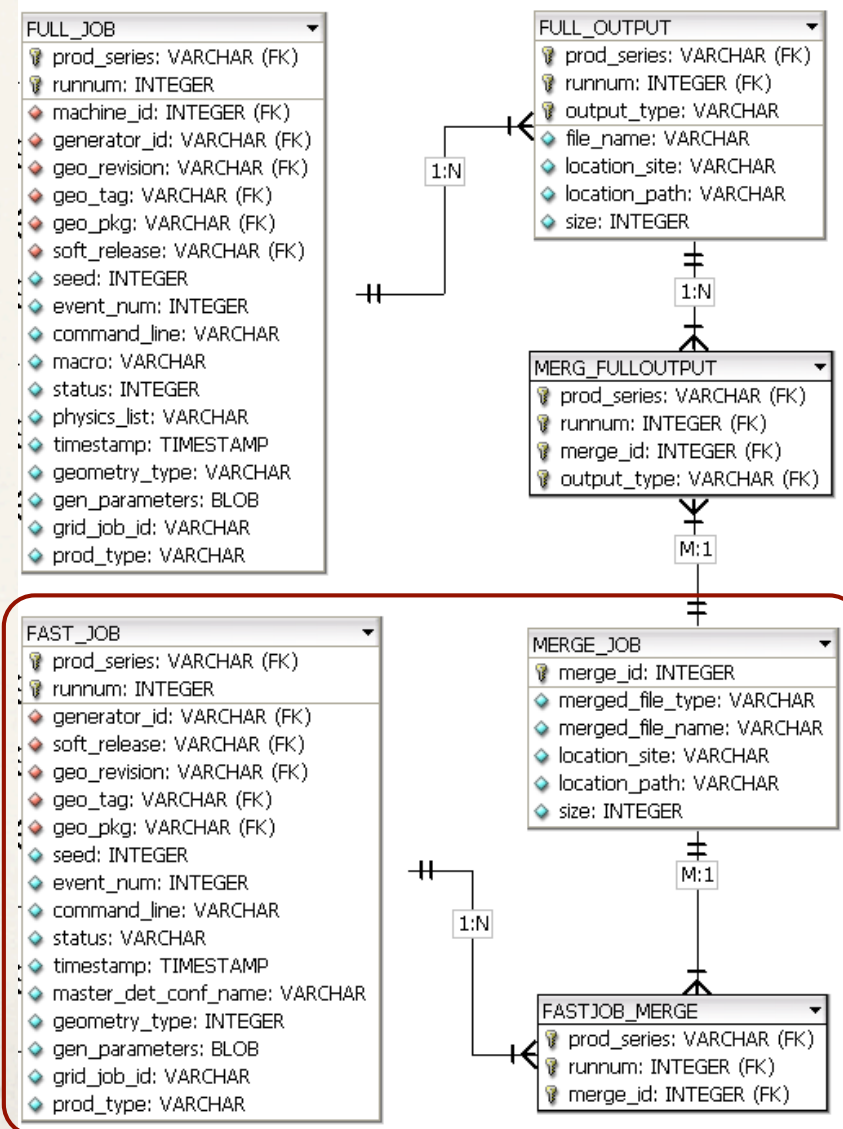 FULL_JOB
prod_series: VARCHAR (FK)
runnum: INTEGER
machine_id: INTEGER (FK)
generator_id: VARCHAR (FK)
geo_revision: VARCHAR (FK)
geo_tag: VARCHAR (FK)
geo_pkg: VARCHAR (FK)
soft_release: VARCHAR (FK)
seed: INTEGER
event_num: INTEGER
command_line: VARCHAR
macro: VARCHAR
status: INTEGER
physics_list: VARCHAR
timestamp: TIMESTAMP
geometry_type: VARCHAR
gen_parameters: BLOB
grid_job_id: VARCHAR
prod_type: VARCHAR
1:N
FULL_OUTPUT
prod_series: VARCHAR (FK)
runnum: INTEGER (FK)
output_type: VARCHAR
file_name: VARCHAR
location_site: VARCHAR
location_path: VARCHAR
size: INTEGER
1:N
MERG_FULLOUTPUT
prod_series: VARCHAR (FK)
runnum: INTEGER (FK)
merge_id: INTEGER (FK)
output_type: VARCHAR (FK)
M:1
FAST_JOB
prod_series: VARCHAR (FK)
runnum: INTEGER
generator_id: VARCHAR (FK)
soft_release: VARCHAR (FK)
geo_revision: VARCHAR (FK)
geo_tag: VARCHAR (FK)
geo_pkg: VARCHAR (FK)
seed: INTEGER
event_num: INTEGER
command_line: VARCHAR
status: VARCHAR
timestamp: TIMESTAMP
master_det_conf_name: VARCHAR
geometry_type: INTEGER
gen_parameters: BLOB
grid_job_id: VARCHAR
prod_type: VARCHAR
1:N
MERGE_JOB
merge_id: INTEGER
merged_file_type: VARCHAR
merged_file_name: VARCHAR
location_site: VARCHAR
location_path: VARCHAR
size: INTEGER
M:1
FASTJOB_MERGE
prod_series: VARCHAR (FK)
runnum: INTEGER (FK)
merge_id: INTEGER (FK)